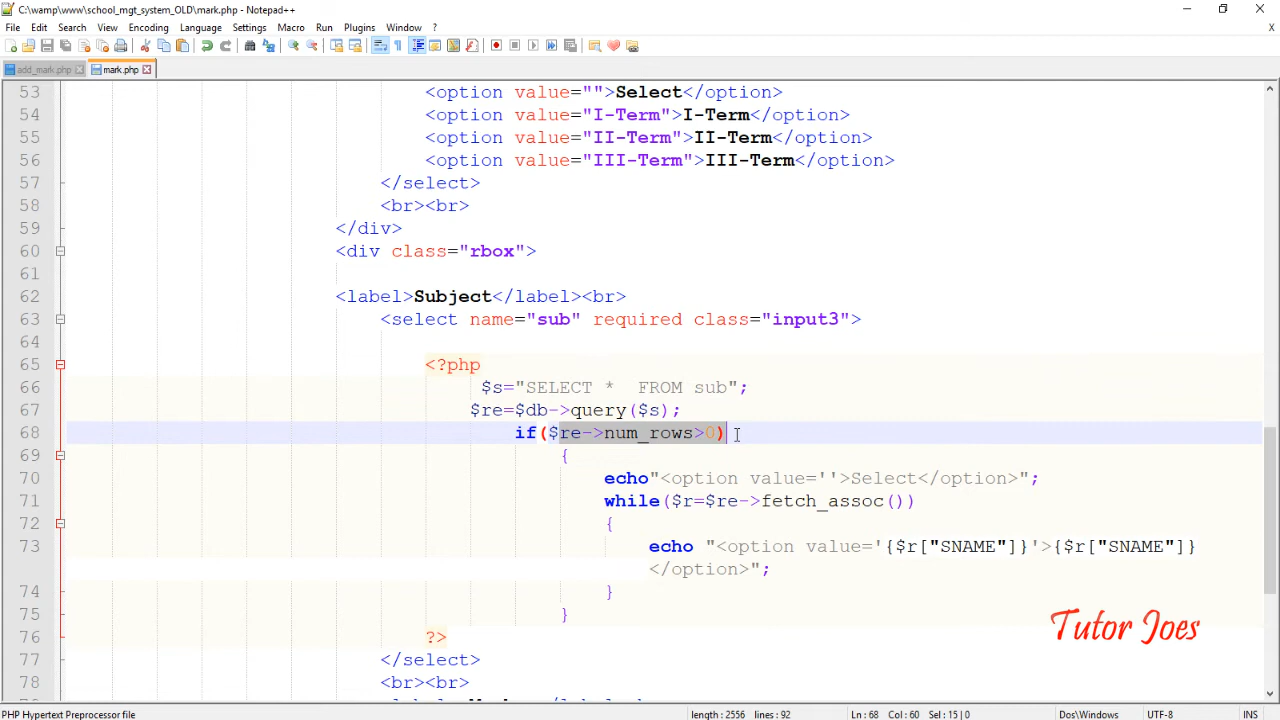 C:\wamp\www\school_mgt_system_OLD\mark.php - Notepad++
File Edit Search View Encoding Language Settings Macro Run Plugins Window ?
add_mark.php mark.php
53 <option value="">Select</option>
54 <option value="I-Term">I-Term</option>
55 <option value="II-Term">II-Term</option>
56 <option value="III-Term">III-Term</option>
57 </select>
58 <br><br>
59 </div>
60 <div class="rbox">
61
62 <label>Subject</label><br>
63 <select name="sub" required class="input3">
64
65 <?php
66 $s="SELECT *  FROM sub";
67 $re=$db->query($s);
68 if($re->num_rows>0)
69 {
70 echo"<option value=''>Select</option>";
71 while($r=$re->fetch_assoc())
72 {
73 echo "<option value='{$r["SNAME"]}'>{$r["SNAME"]}
</option>";
74 }
75 }
76 ?>
77 </select>
78 <br><br>
Tutor Joes
PHP Hypertext Preprocessor file length : 2556 lines : 92 Ln : 68 Col : 60 Sel : 15 | 0 Dos\Windows UTF-8 INS